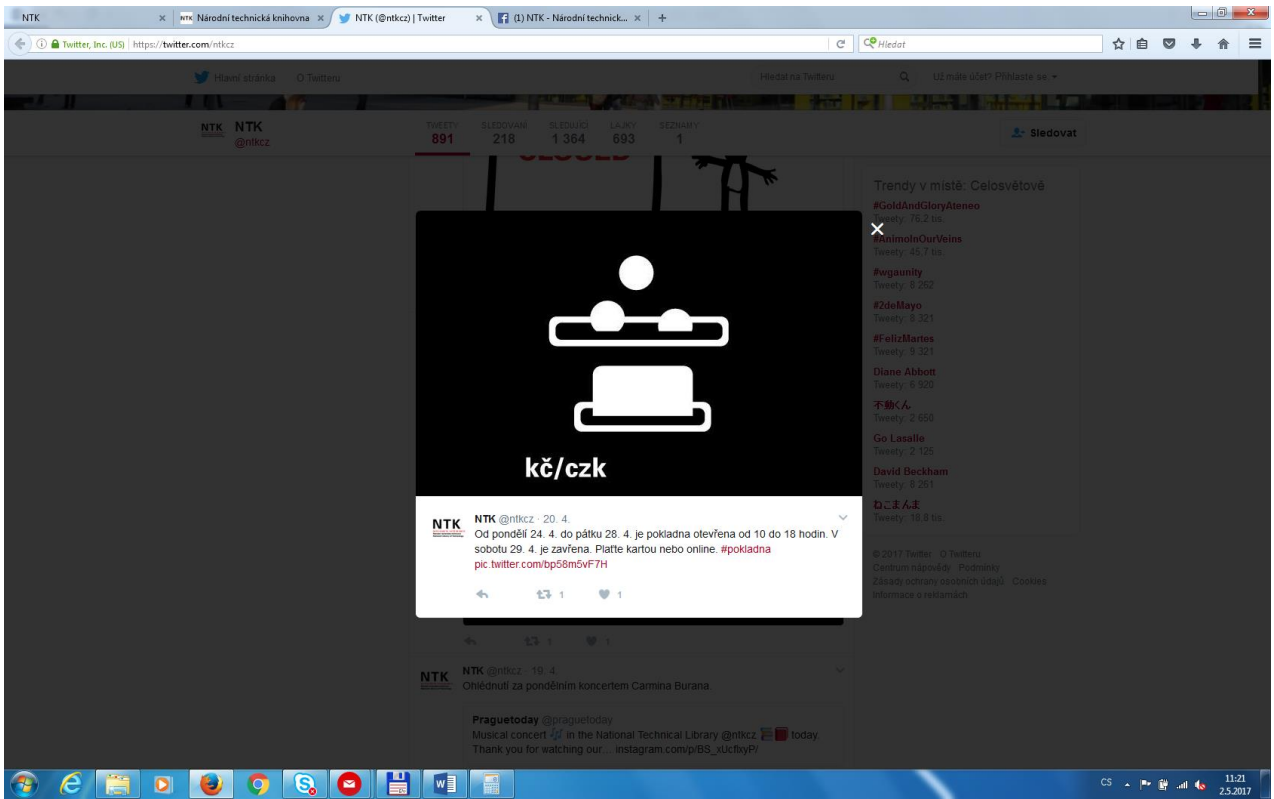 NTK
NTK Národní technická knihovna
NTK (@ntkcz) | Twitter
(1) NTK - Národní technick...
Twitter, Inc. (US) https://twitter.com/ntkcz
Hledat
Hlavní stránka O Twitteru
Hledat na Twitteru
Už máte účet? Přihlaste se
NTK NTK
@ntkcz
TWEETY SLEDOVANÍ SLEDUJÍCÍ LAJKY SEZNAMY
891 218 1 364 693 1
Sledovat
CLOSED
kč/czk
NTK NTK @ntkcz · 20. 4.
Od pondělí 24. 4. do pátku 28. 4. je pokladna otevřena od 10 do 18 hodin. V
sobotu 29. 4. je zavřena. Plaťte kartou nebo online. #pokladna
pic.twitter.com/bp58m5vF7H
1 1
1 1
NTK NTK @ntkcz · 19. 4.
Ohlédnutí za pondělním koncertem Carmina Burana
Praguetoday @praguetoday
Musical concert in the National Technical Library @ntkcz today.
Thank you for watching our… instagram.com/p/BS_xUcflxyP/
Trendy v místě: Celosvětově
#GoldAndGloryAteneo
Tweety: 76,2 tis.
#AnimoInOurVeins
Tweety: 45,7 tis.
#wgaunity
Tweety: 8 262
#2deMayo
Tweety: 8 321
#FelizMartes
Tweety: 9 321
Diane Abbott
Tweety: 6 920
不動くん
Tweety: 2 650
Go Lasalle
Tweety: 2 125
David Beckham
Tweety: 8 261
ねこまんま
Tweety: 18,8 tis.
© 2017 Twitter O Twitteru
Centrum nápovědy Podmínky
Zásady ochrany osobních údajů Cookies
Informace o reklamách
CS
11:21
2.5.2017